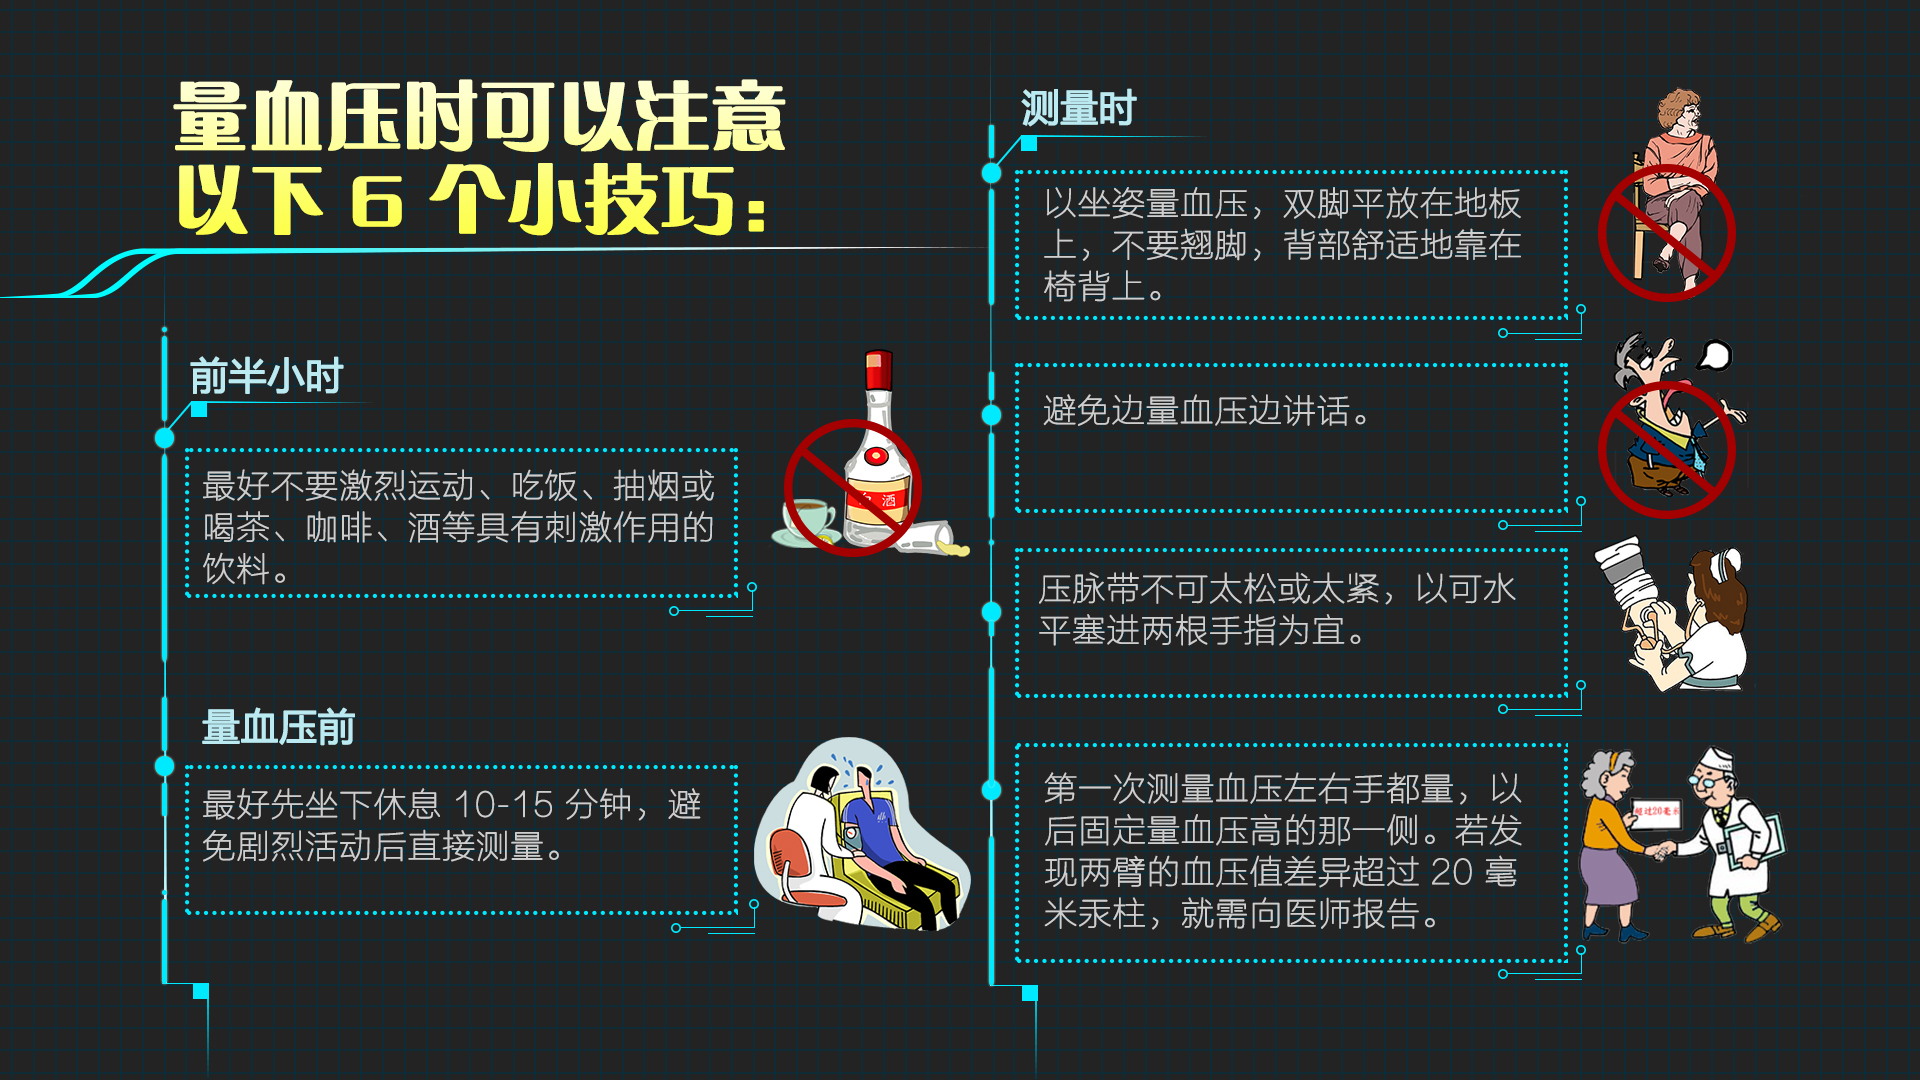 量血压时可以注意
以下 6 个小技巧：
前半小时
最好不要激烈运动、吃饭、抽烟或
喝茶、咖啡、酒等具有刺激作用的
饮料。
酒
量血压前
最好先坐下休息 10-15 分钟，避
免剧烈活动后直接测量。
测量时
以坐姿量血压，双脚平放在地板
上，不要翘脚，背部舒适地靠在
椅背上。
避免边量血压边讲话。
压脉带不可太松或太紧，以可水
平塞进两根手指为宜。
第一次测量血压左右手都量，以
后固定量血压高的那一侧。若发
现两臂的血压值差异超过 20 毫
米汞柱，就需向医师报告。
超过20毫米